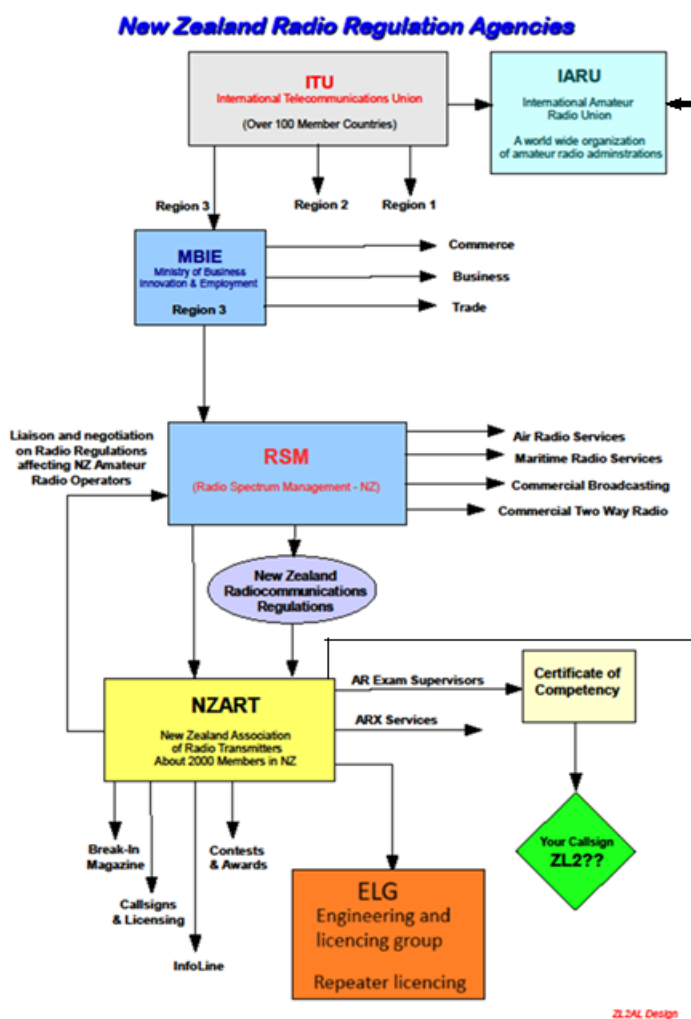 New Zealand Radio Regulation Agencies
ITU
International Telecommunications Union
(Over 100 Member Countries)
IARU
International Amateur
Radio Union
A world wide organization
of amateur radio adminstrations
Region 3
Region 2
Region 1
MBIE
Ministry of Business
Innovation & Employment
Region 3
Commerce
Business
Trade
Liaison and negotiation
on Radio Regulations
affecting NZ Amateur
Radio Operators
RSM
(Radio Spectrum Management - NZ)
Air Radio Services
Maritime Radio Services
Commercial Broadcasting
Commercial Two Way Radio
New Zealand
Radiocommunications
Regulations
NZART
New Zealand Association
of Radio Transmitters
About 2000 Members in NZ
AR Exam Supervisors
ARX Services
Certificate of
Competency
Your Callsign
ZL2??
Break-In
Magazine
Callsigns
& Licensing
InfoLine
Contests
& Awards
ELG
Engineering and
licencing group
Repeater licencing
ZL2AL Design